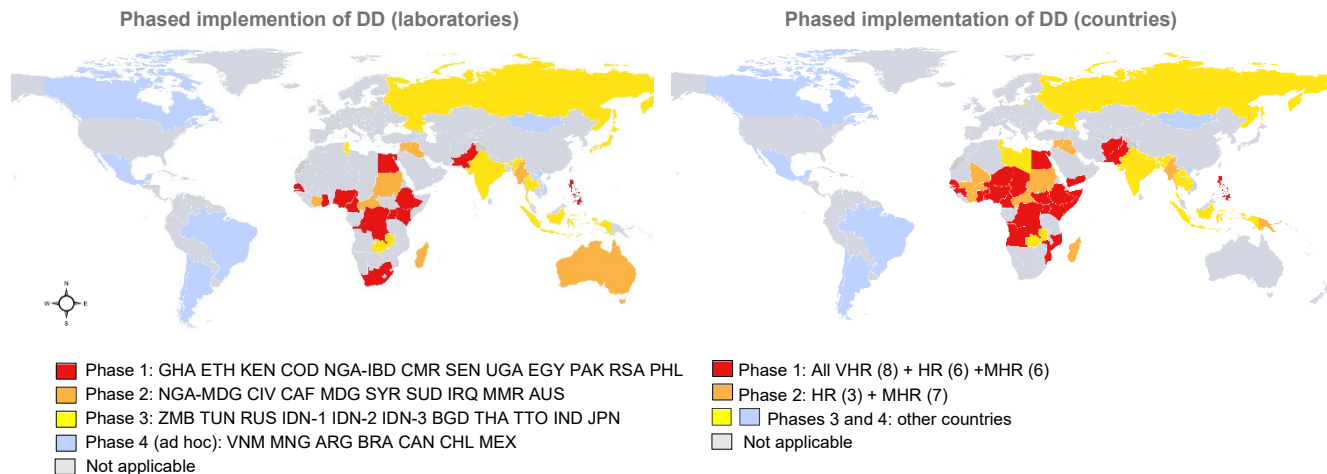 Phased implemention of DD (laboratories)
Phased implementation of DD (countries)
N
W E
S
Phase 1: GHA ETH KEN COD NGA-IBD CMR SEN UGA EGY PAK RSA PHL
Phase 2: NGA-MDG CIV CAF MDG SYR SUD IRQ MMR AUS
Phase 3: ZMB TUN RUS IDN-1 IDN-2 IDN-3 BGD THA TTO IND JPN
Phase 4 (ad hoc): VNM MNG ARG BRA CAN CHL MEX
Not applicable
Phase 1: All VHR (8) + HR (6) +MHR (6)
Phase 2: HR (3) + MHR (7)
Phases 3 and 4: other countries
Not applicable